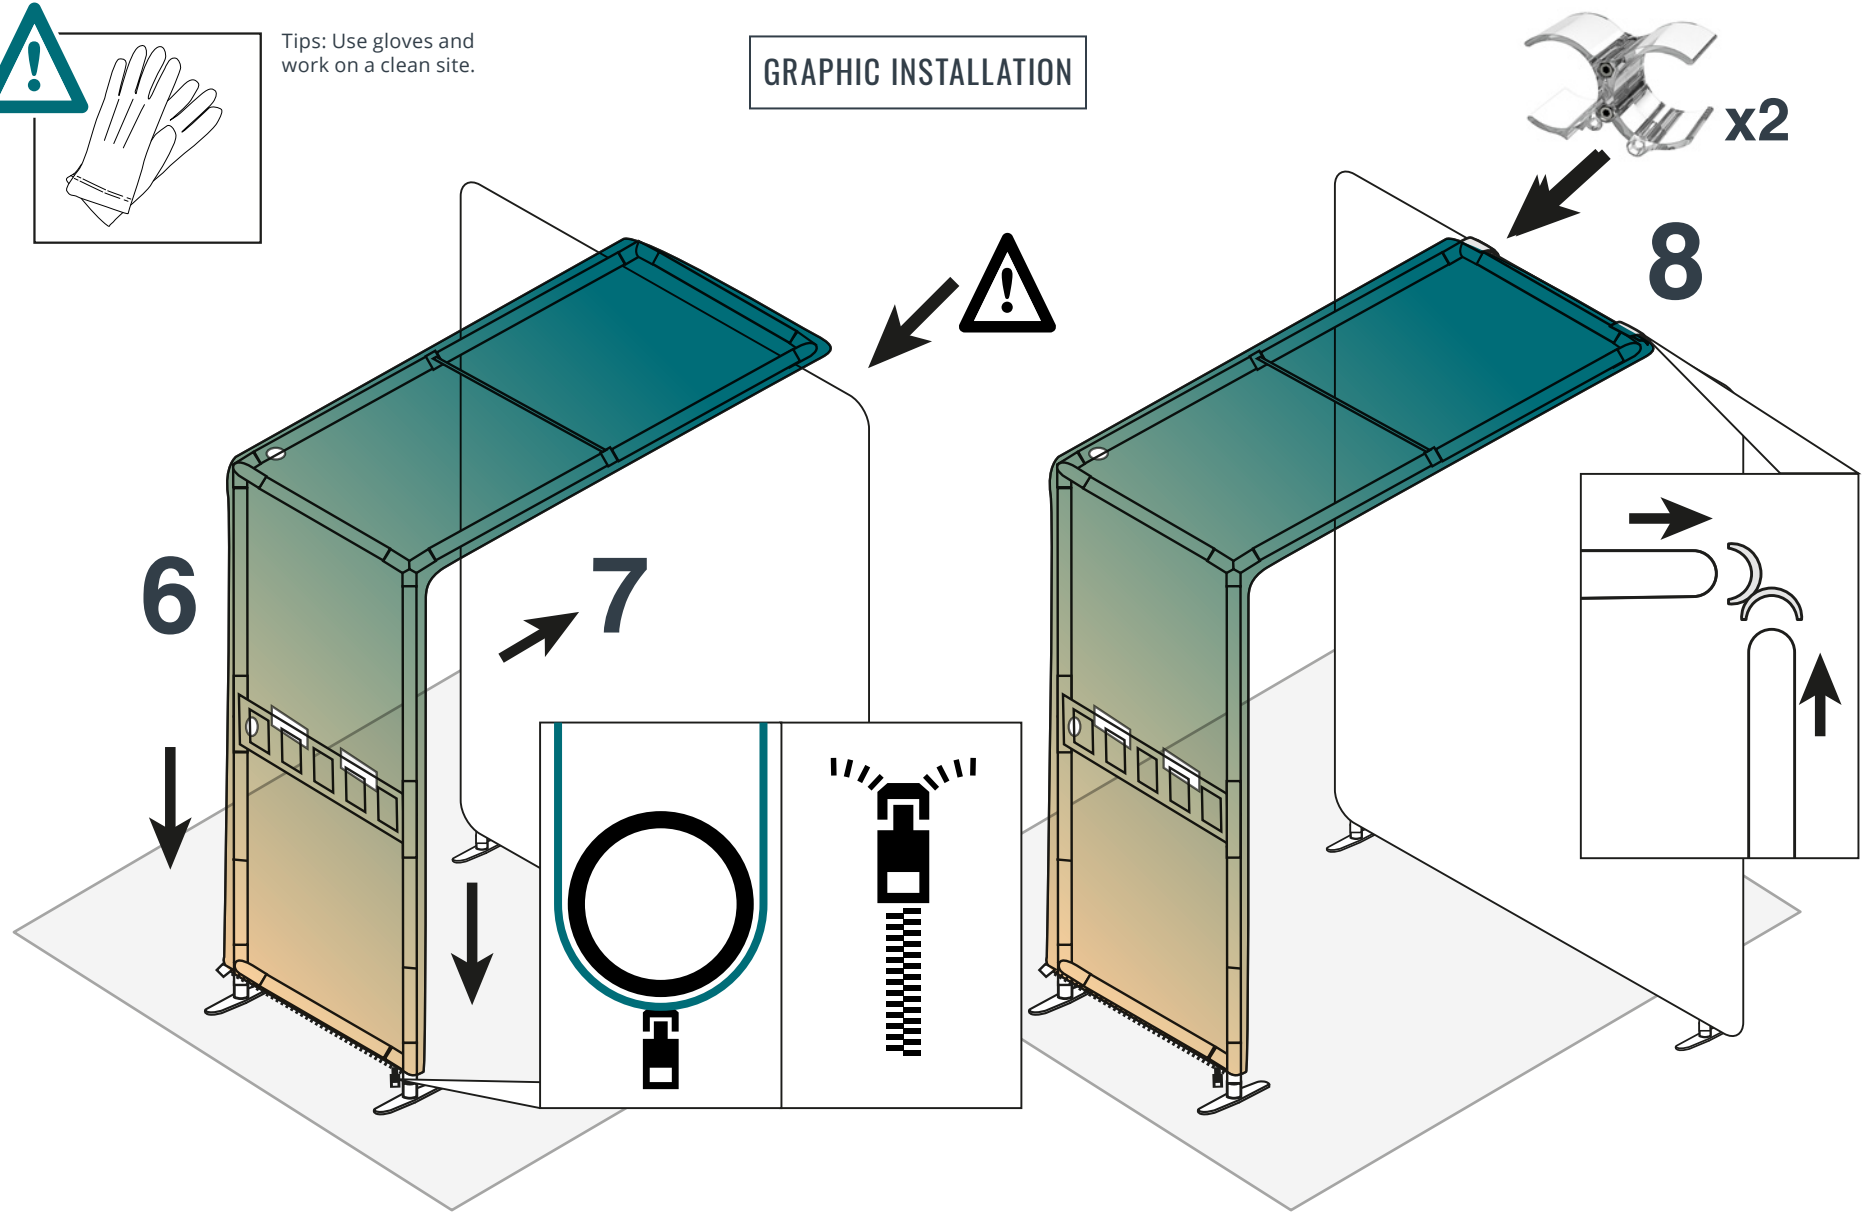 Tips: Use gloves and
work on a clean site.
GRAPHIC INSTALLATION
x2
8
6
7